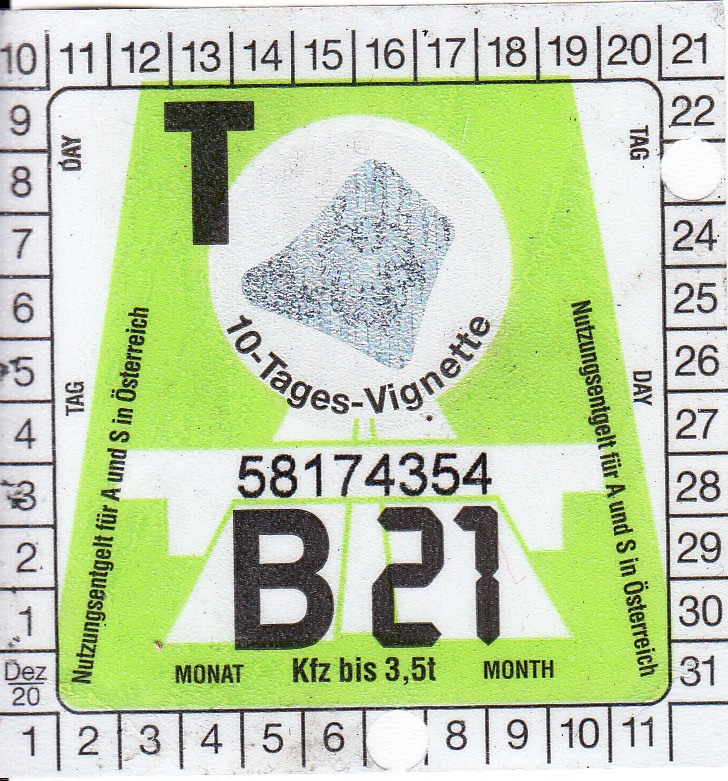 10 11 12 13 14 15 16 17 18 19 20 21
9 22
8
7 24
6 25
5 26
4 27
3 28
2 29
1 30
Dez
20
31
1 2 3 4 5 6 8 9 10 11
DAY
TAG
T
10-Tages-Vignette
TAG
DAY
Nutzungsentgelt für A und S in Österreich
Nutzungsentgelt für A und S in Österreich
58174354
B 21
MONAT Kfz bis 3,5t MONTH